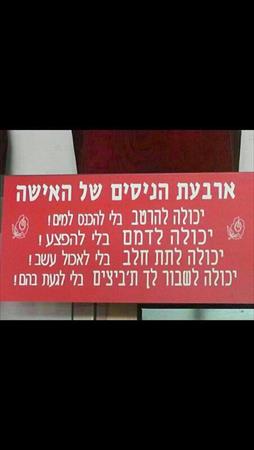 ארבעת הניסים של האישה
יכולה להרטב בלי להכנס למים!
יכולה לדמם בלי להפצע!
יכולה לתת חלב בלי לאכול עשב!
יכולה לשבור לך ת׳ביצים בלי לגעת בהם!